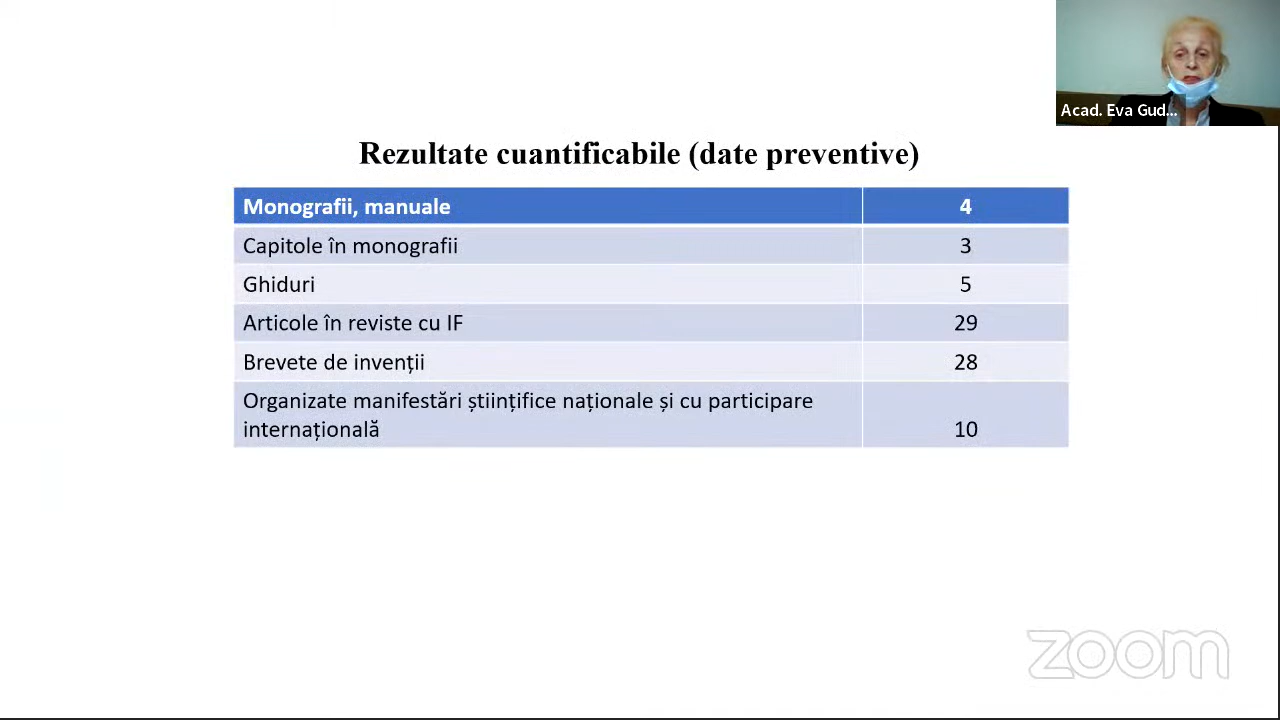 Acad. Eva Gud...
Rezultate cuantificabile (date preventive)
Monografii, manuale 4
Capitole în monografii 3
Ghiduri 5
Articole în reviste cu IF 29
Brevete de invenții 28
Organizate manifestări științifice naționale și cu participare
internațională 10
zoom